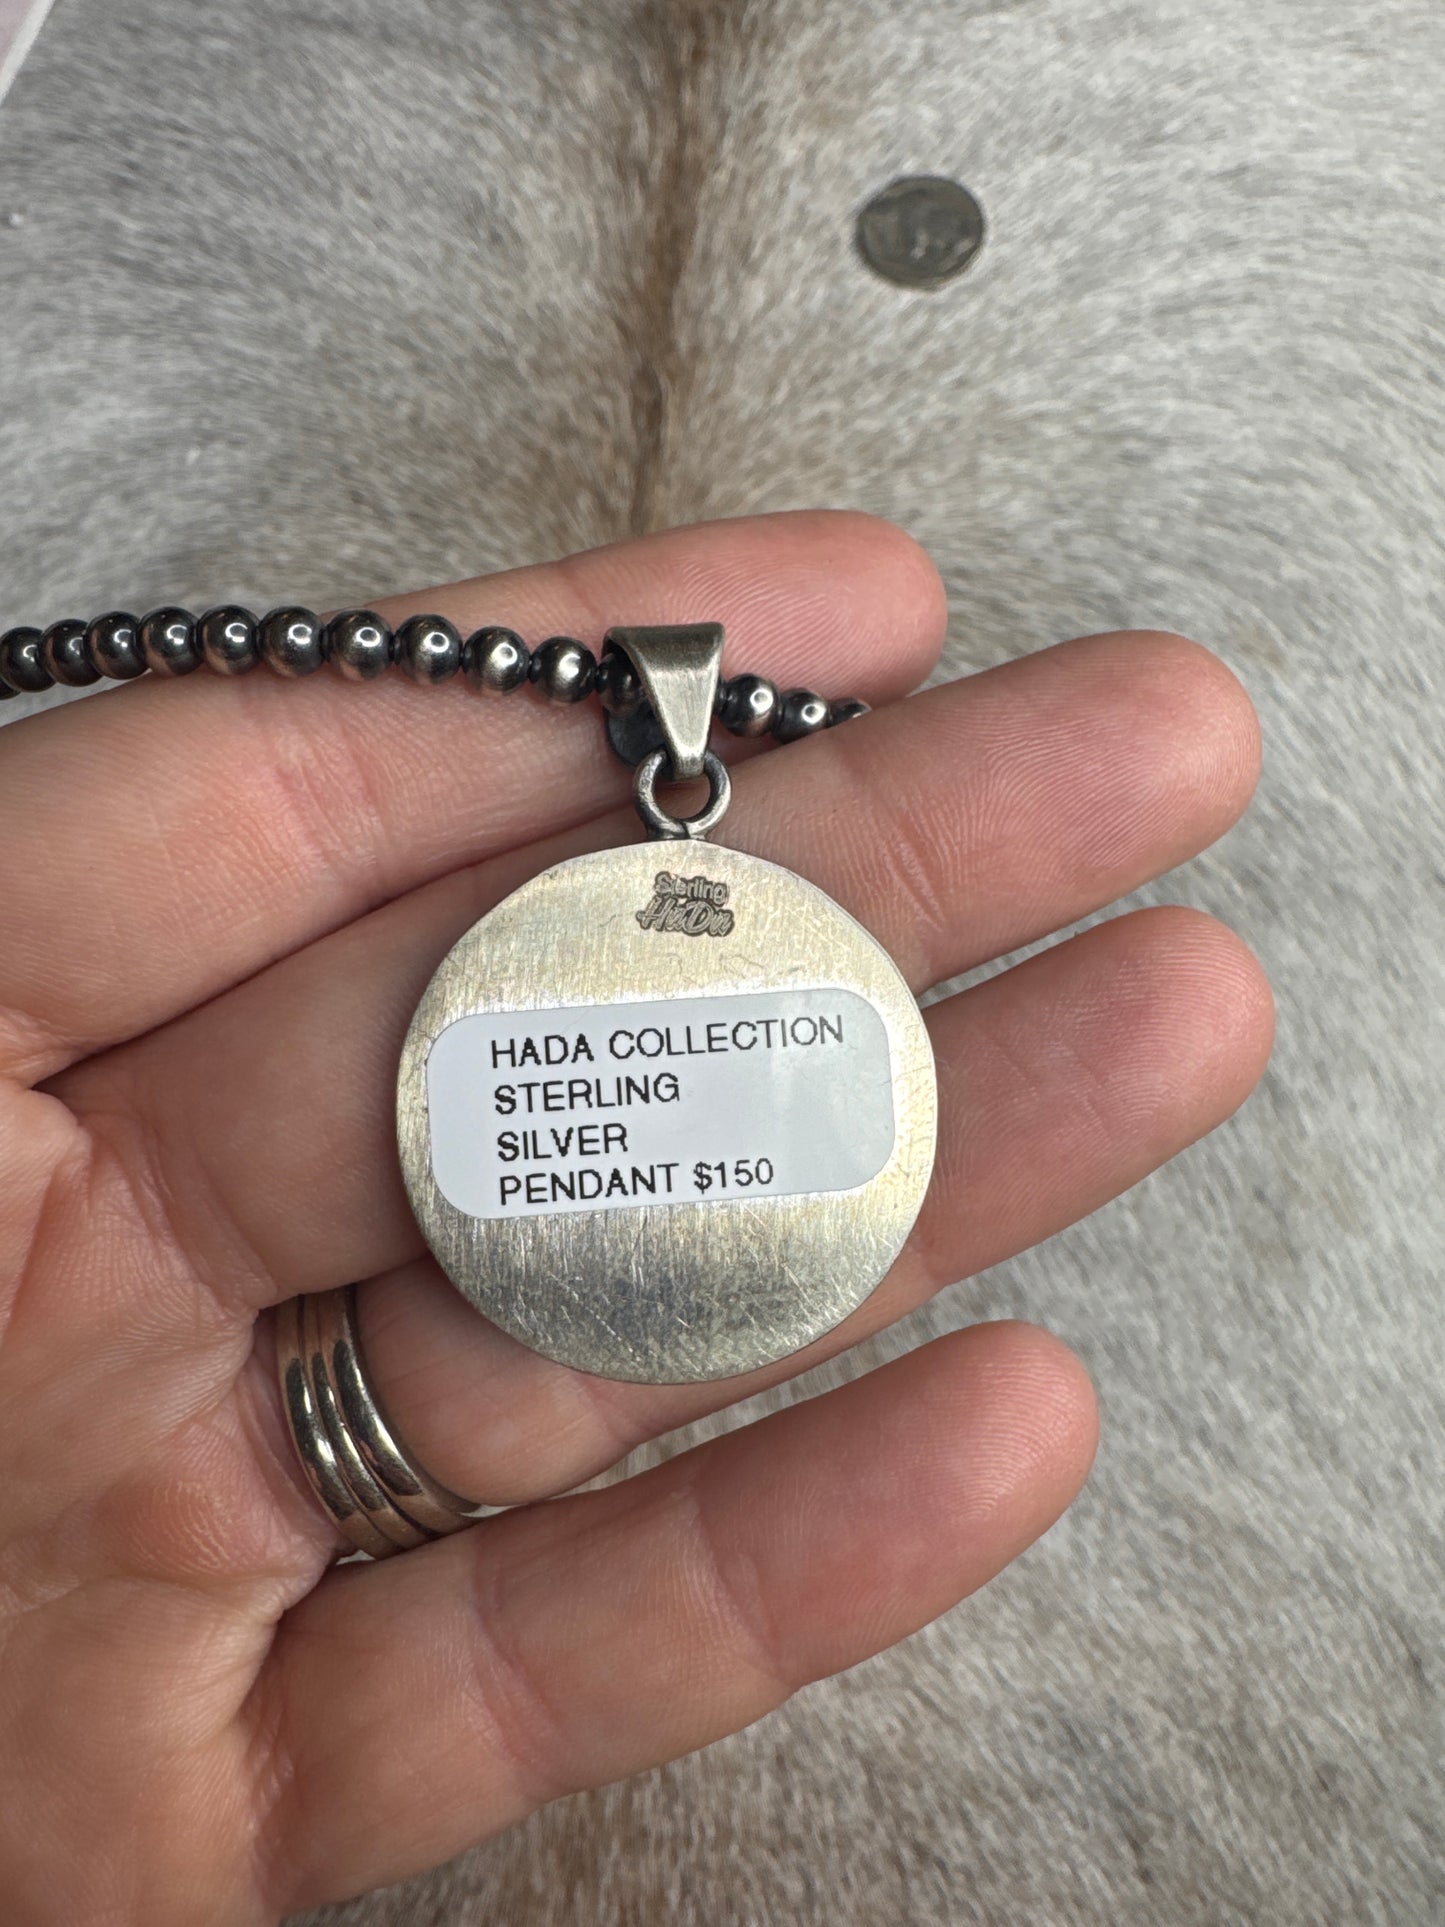 Sterling
HaDa
HADA COLLECTION
STERLING
SILVER
PENDANT $150